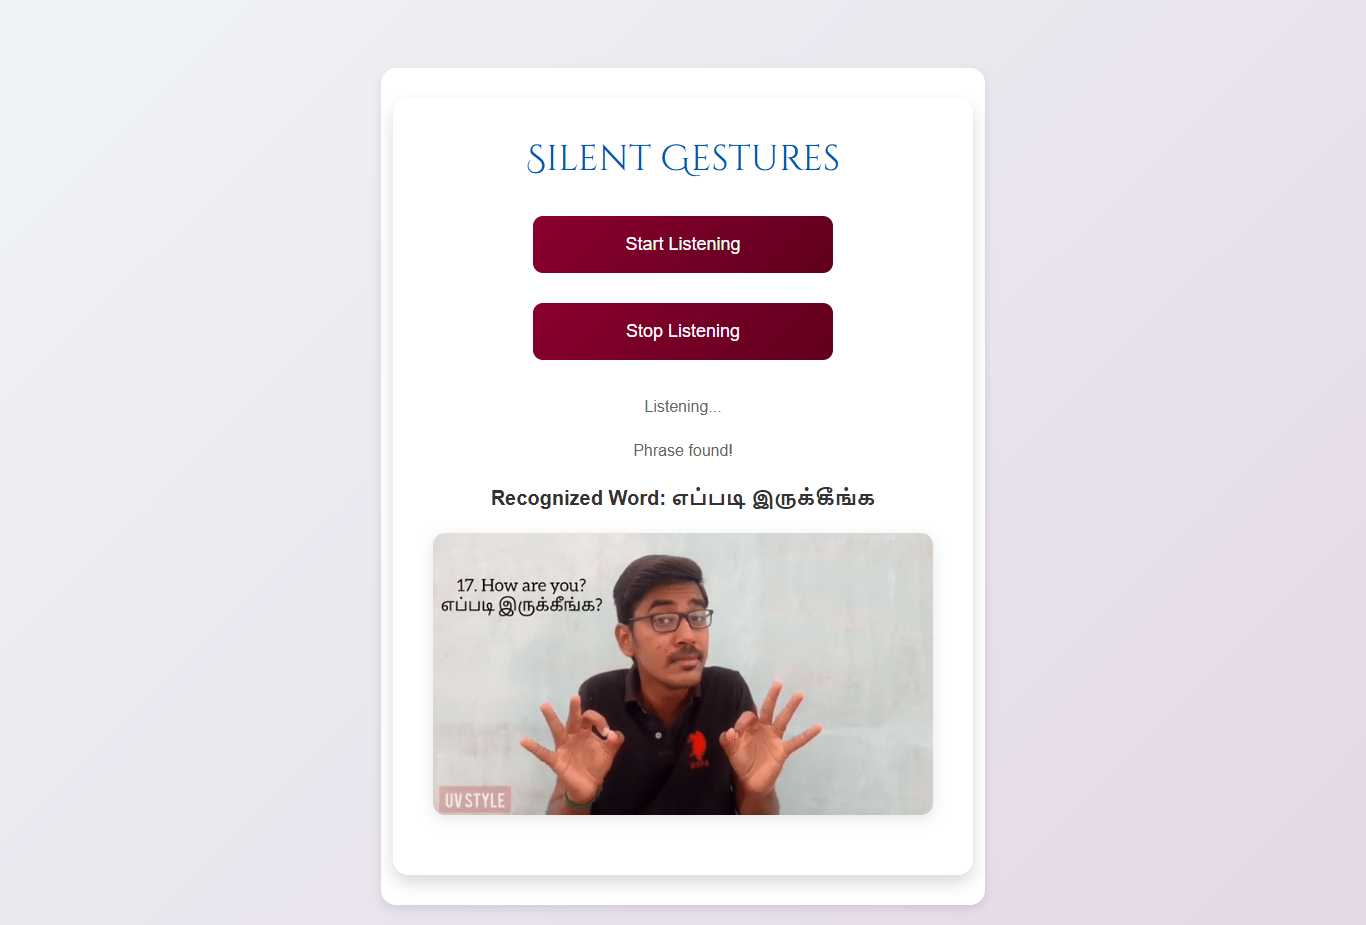 Silent Gestures
Start Listening
Stop Listening
Listening...
Phrase found!
Recognized Word: எப்படி இருக்கீங்க
17. How are you?
எப்படி இருக்கீங்க?
UV STYLE